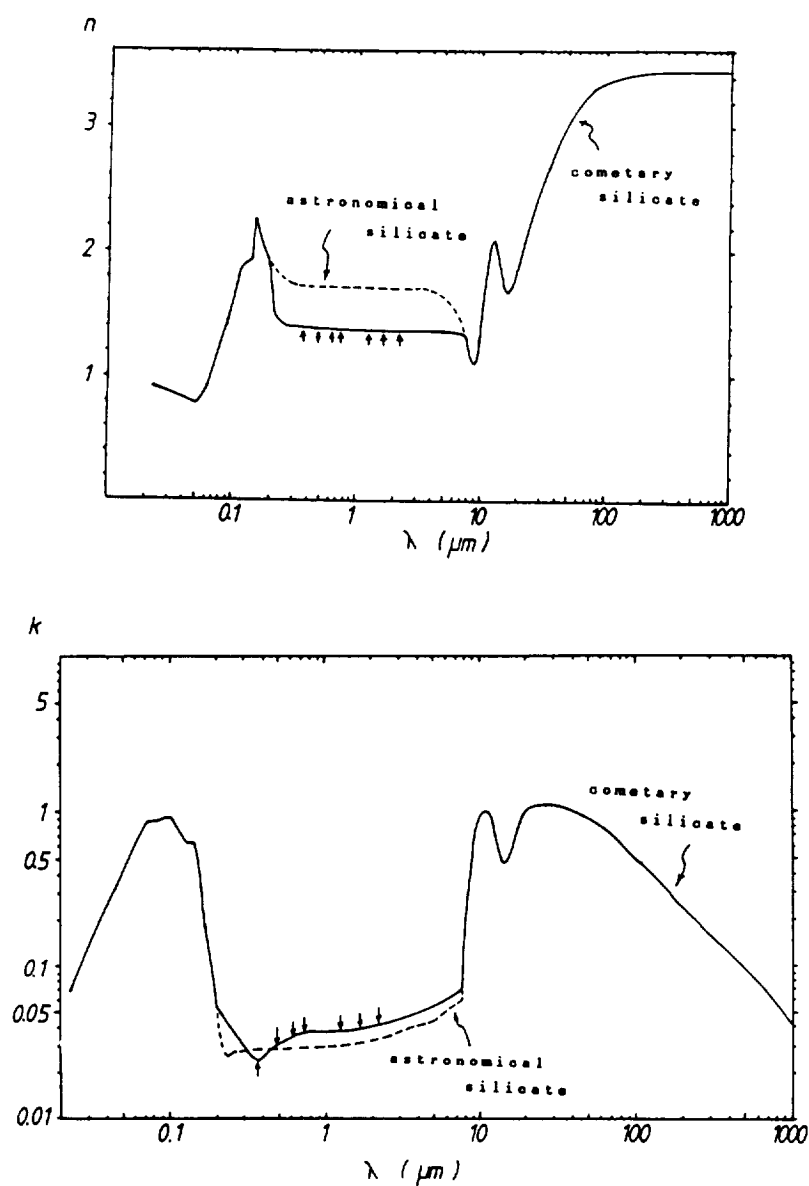 n
3
astronomical
silicate
cometary
silicate
2
1
0.1
1
10
100
1000
λ (μm)
k
5
cometary
silicate
1
0.5
0.1
0.05
astronomical
silicate
0.01
0.1
1
10
100
1000
λ (μm)